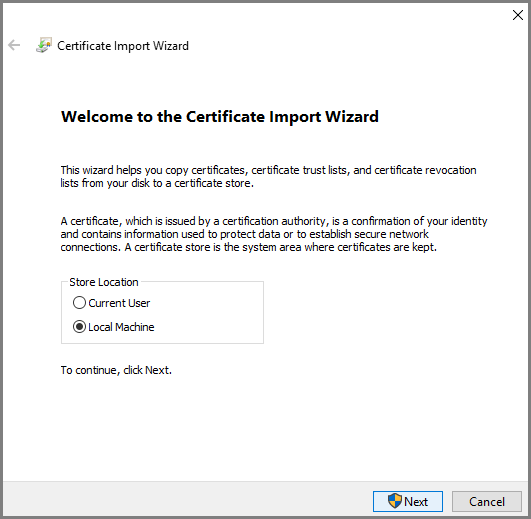 Certificate Import Wizard
Welcome to the Certificate Import Wizard
This wizard helps you copy certificates, certificate trust lists, and certificate revocation
lists from your disk to a certificate store.
A certificate, which is issued by a certification authority, is a confirmation of your identity
and contains information used to protect data or to establish secure network
connections. A certificate store is the system area where certificates are kept.
Store Location
Current User
Local Machine
To continue, click Next.
Next
Cancel